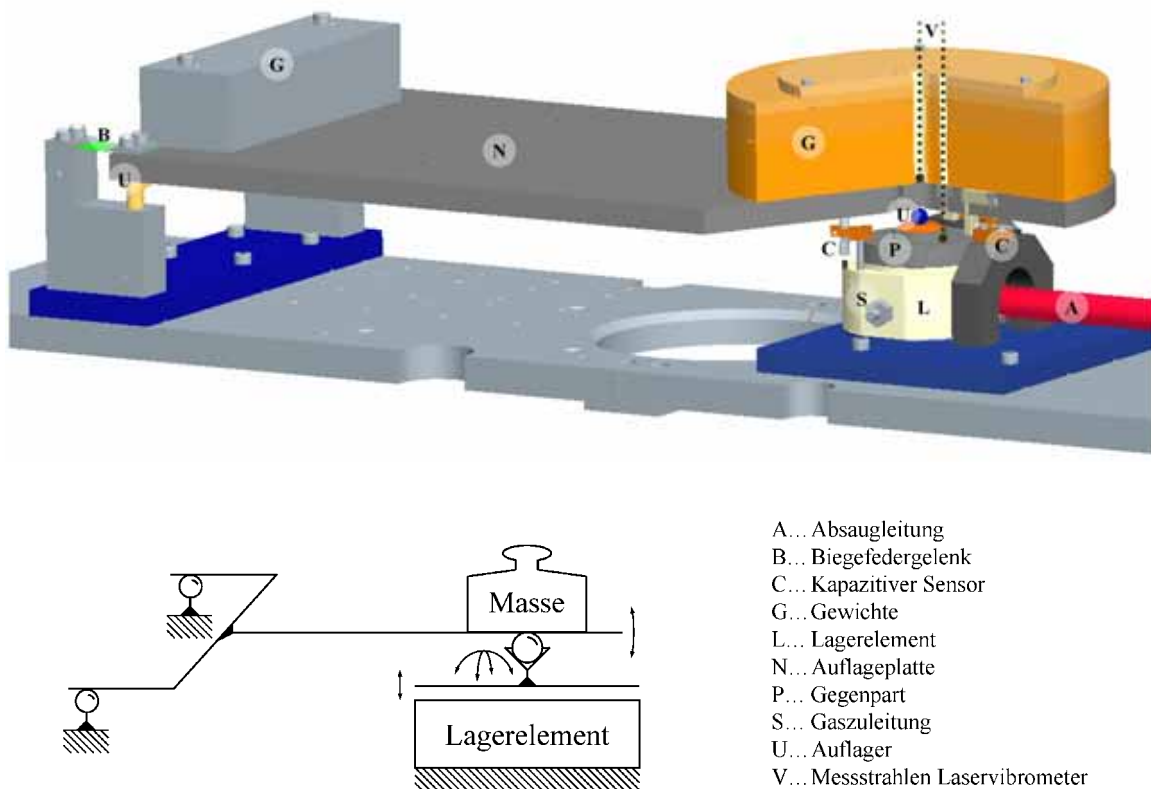 V
G
B
N
G
U
U
C
P
C
S
L
A
Masse
Lagerelement
A... Absaugleitung
B... Biegefedergelenk
C... Kapazitiver Sensor
G... Gewichte
L... Lagerelement
N... Auflageplatte
P... Gegenpart
S... Gaszuleitung
U... Auflager
V... Messstrahlen Laservibrometer